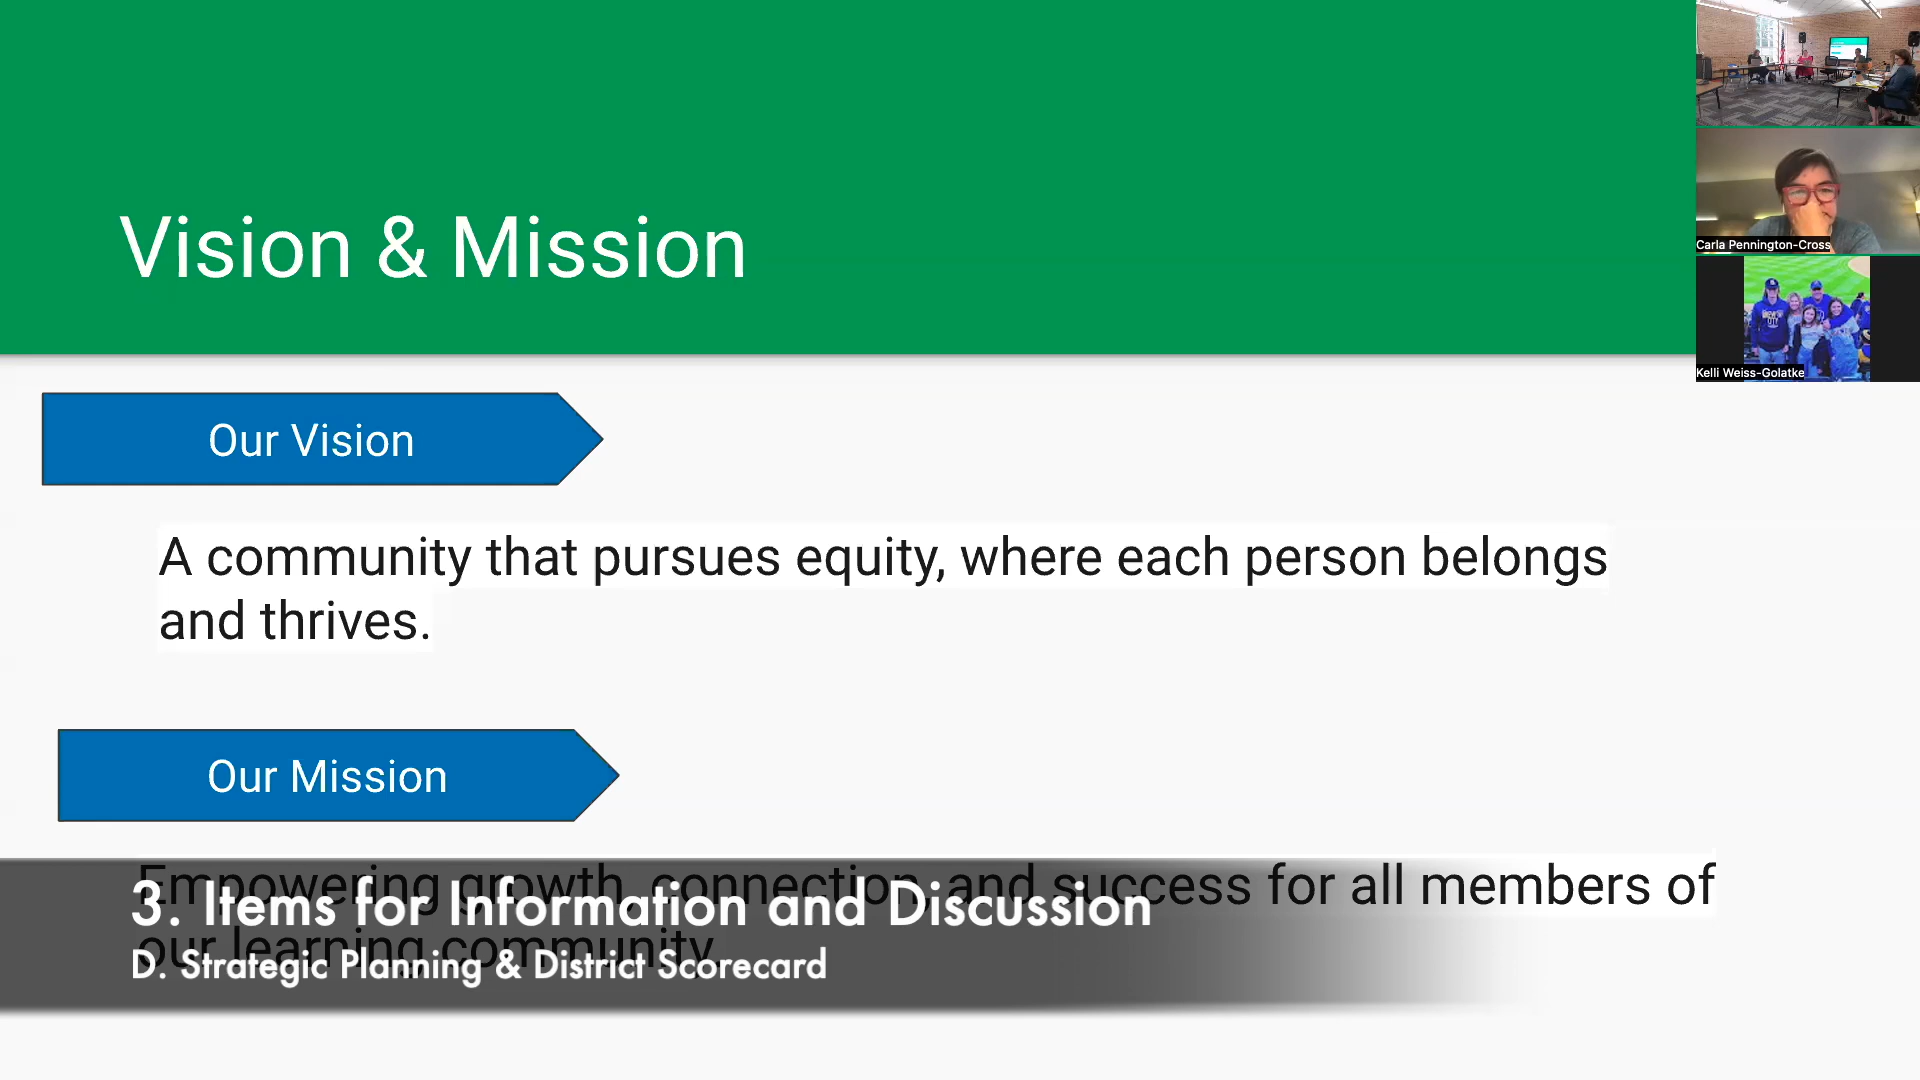 Vision & Mission
Carla Pennington-Cross
Kelli Weiss-Golatke
Our Vision
A community that pursues equity, where each person belongs
and thrives.
Our Mission
Empowering growth, connection, and success for all members of
our learning community.
3. Items for Information and Discussion
D. Strategic Planning & District Scorecard